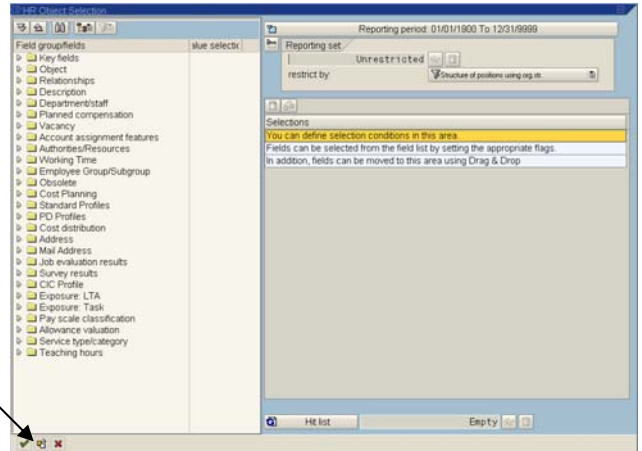 HR Object Selection
Field group/fields
alue selectic
Key fields
Object
Relationships
Description
Department/staff
Planned compensation
Vacancy
Account assignment features
Authorities/Resources
Working Time
Employee Group/Subgroup
Obsolete
Cost Planning
Standard Profiles
PD Profiles
Cost distribution
Address
Mail Address
Job evaluation results
Survey results
CIC Profile
Exposure: LTA
Exposure: Task
Pay scale classification
Allowance valuation
Service type/category
Teaching hours
Reporting period: 01/01/1900 To 12/31/9999
Reporting set
Unrestricted
restrict by
Structure of positions using org.str.
Selections
You can define selection conditions in this area.
Fields can be selected from the field list by setting the appropriate flags.
In addition, fields can be moved to this area using Drag & Drop
Hit list
Empty